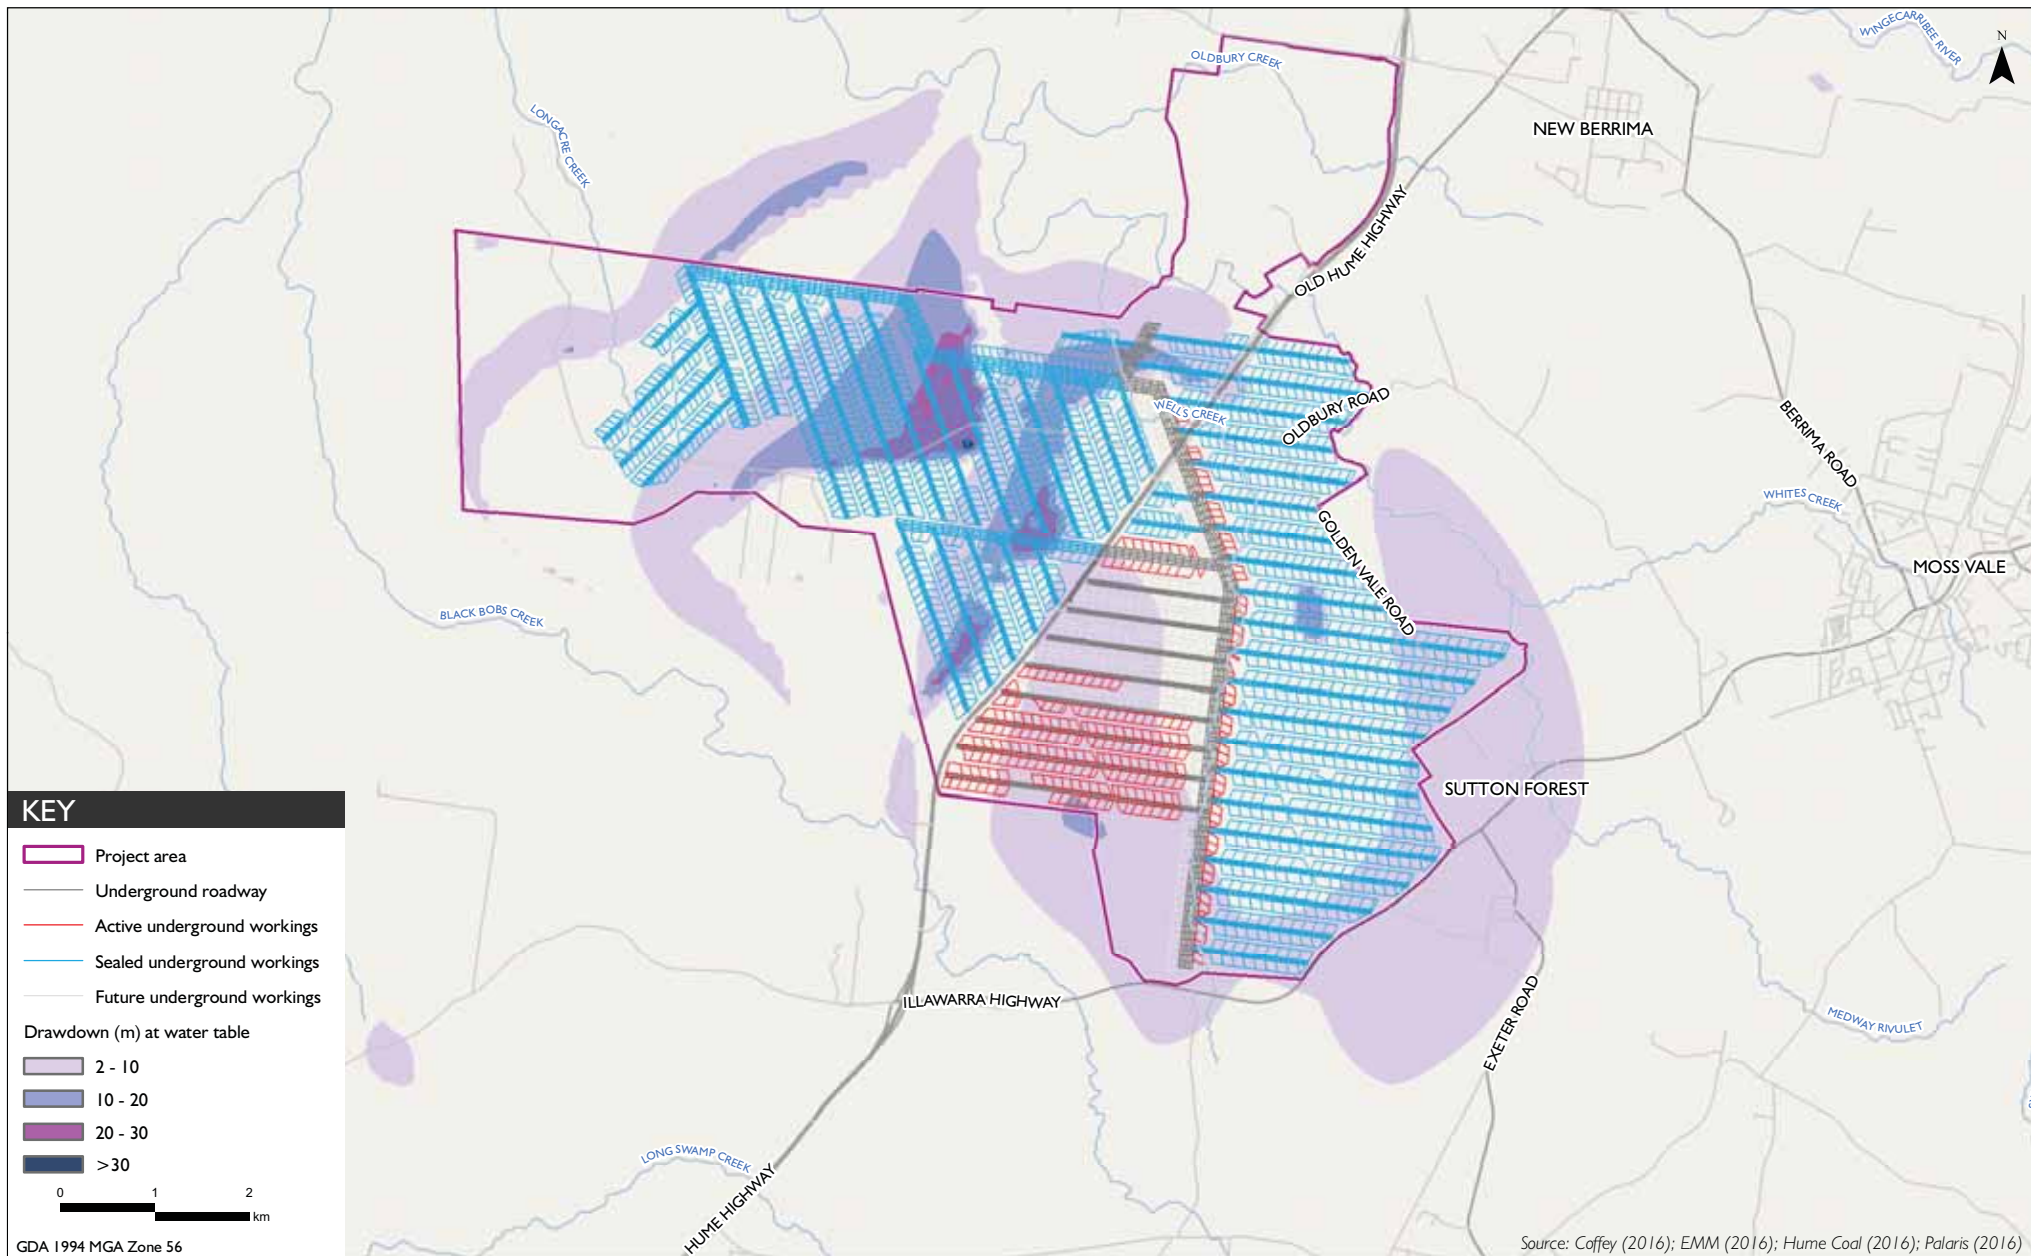 WINGECARRIBEE RIVER
N
OLDBURY CREEK
LONGACRE CREEK
NEW BERRIMA
OLD HUME HIGHWAY
WELLS CREEK
OLDBURY ROAD
BERRIMA ROAD
WHITES CREEK
GOLDEN VALE ROAD
MOSS VALE
BLACK BOBS CREEK
SUTTON FOREST
ILLAWARRA HIGHWAY
EXETER ROAD
MEDWAY RIVULET
LONG SWAMP CREEK
HUME HIGHWAY
KEY
Project area
Underground roadway
Active underground workings
Sealed underground workings
Future underground workings
Drawdown (m) at water table
2 - 10
10 - 20
20 - 30
>30
0 1 2
km
GDA 1994 MGA Zone 56
Source: Coffey (2016); EMM (2016); Hume Coal (2016); Palaris (2016)